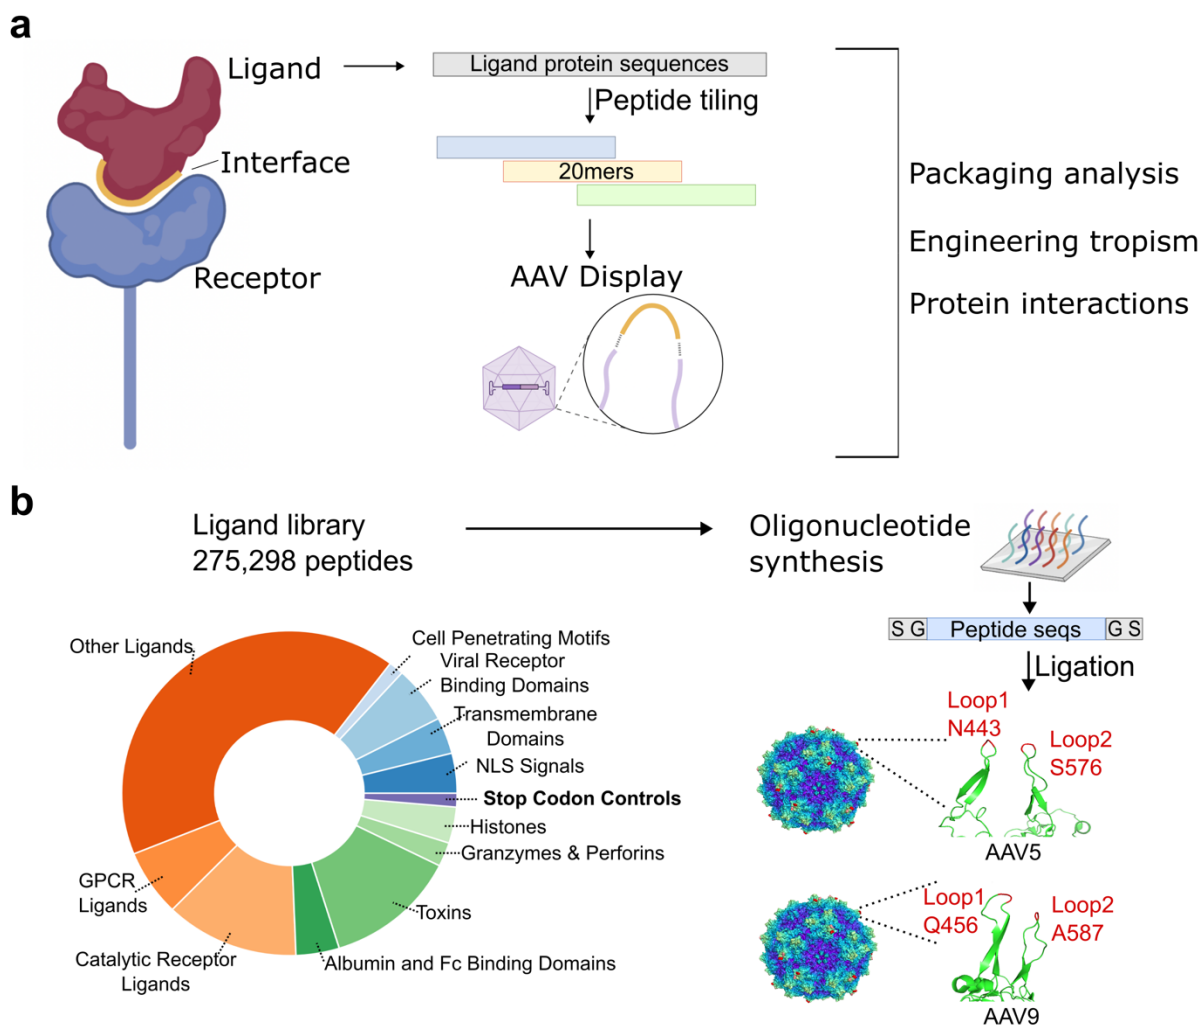 a
Ligand
Ligand protein sequences
Peptide tiling
Interface
20mers
Receptor
AAV Display
Packaging analysis
Engineering tropism
Protein interactions
b
Ligand library
275,298 peptides
Oligonucleotide
synthesis
S G
Peptide seqs
G S
Ligation
Other Ligands
Cell Penetrating Motifs
Viral Receptor
Binding Domains
Transmembrane
Domains
NLS Signals
Stop Codon Controls
Histones
Granzymes & Perforins
Toxins
Albumin and Fc Binding Domains
Catalytic Receptor
Ligands
GPCR
Ligands
Loop1
N443
Loop2
S576
AAV5
Loop1
Q456
Loop2
A587
AAV9